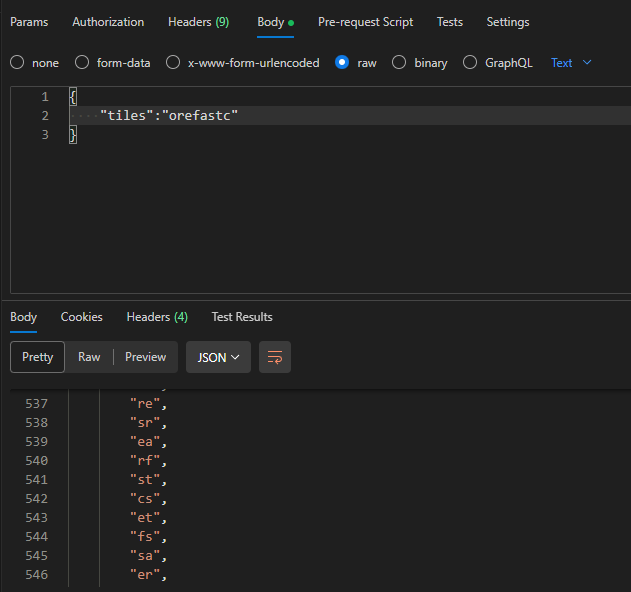 Params Authorization Headers (9) Body Pre-request Script Tests Settings
none form-data x-www-form-urlencoded raw binary GraphQL Text
1 {
2 "tiles":"orefastc"
3 }
Body Cookies Headers (4) Test Results
Pretty Raw Preview JSON
537 "re",
538 "sr",
539 "ea",
540 "rf",
541 "st",
542 "cs",
543 "et",
544 "fs",
545 "sa",
546 "er",